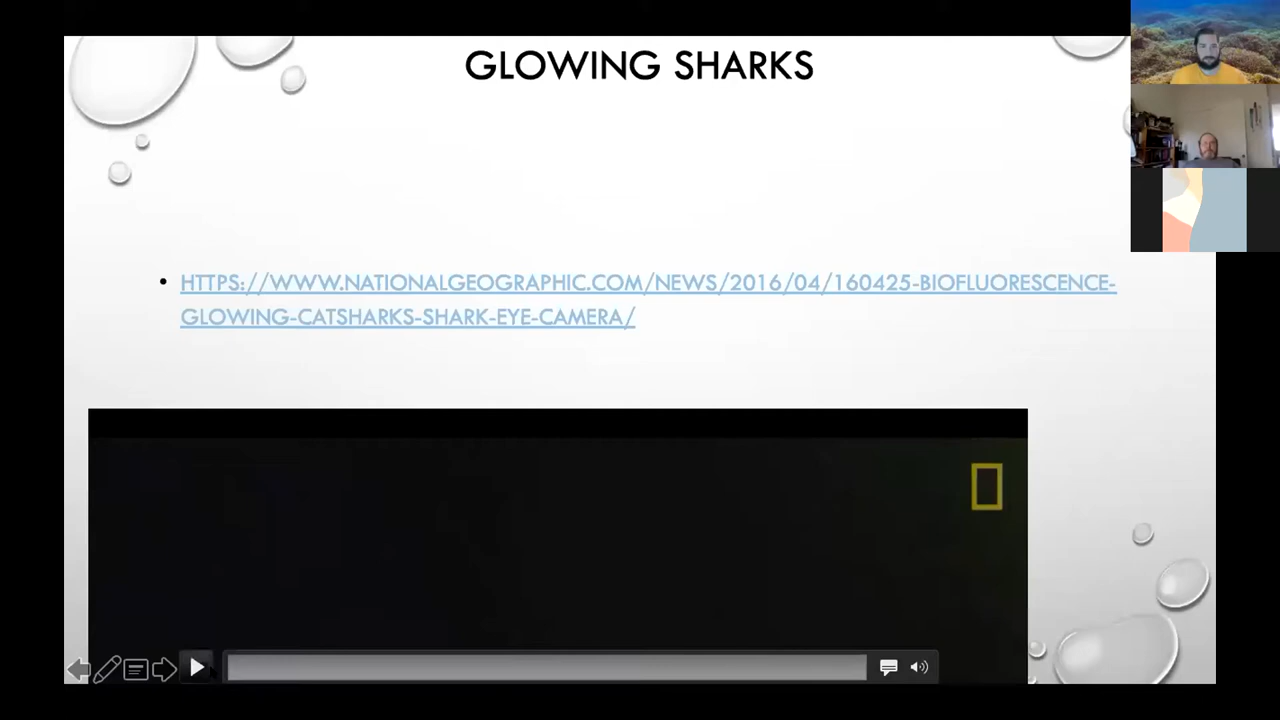 GLOWING SHARKS
• HTTPS://WWW.NATIONALGEOGRAPHIC.COM/NEWS/2016/04/160425-BIOFLUORESCENCE-
GLOWING-CATSHARKS-SHARK-EYE-CAMERA/